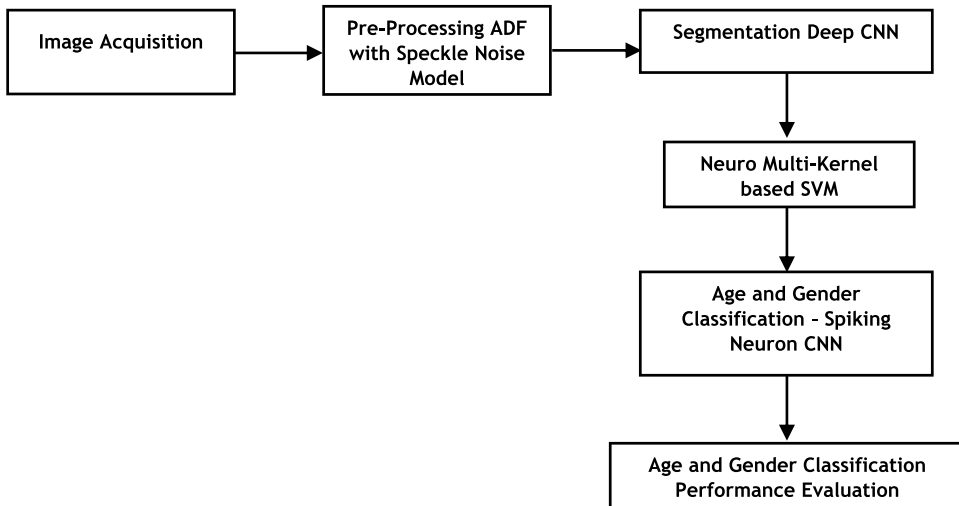 Image Acquisition
Pre-Processing ADF
with Speckle Noise
Model
Segmentation Deep CNN
Neuro Multi-Kernel
based SVM
Age and Gender
Classification – Spiking
Neuron CNN
Age and Gender Classification
Performance Evaluation